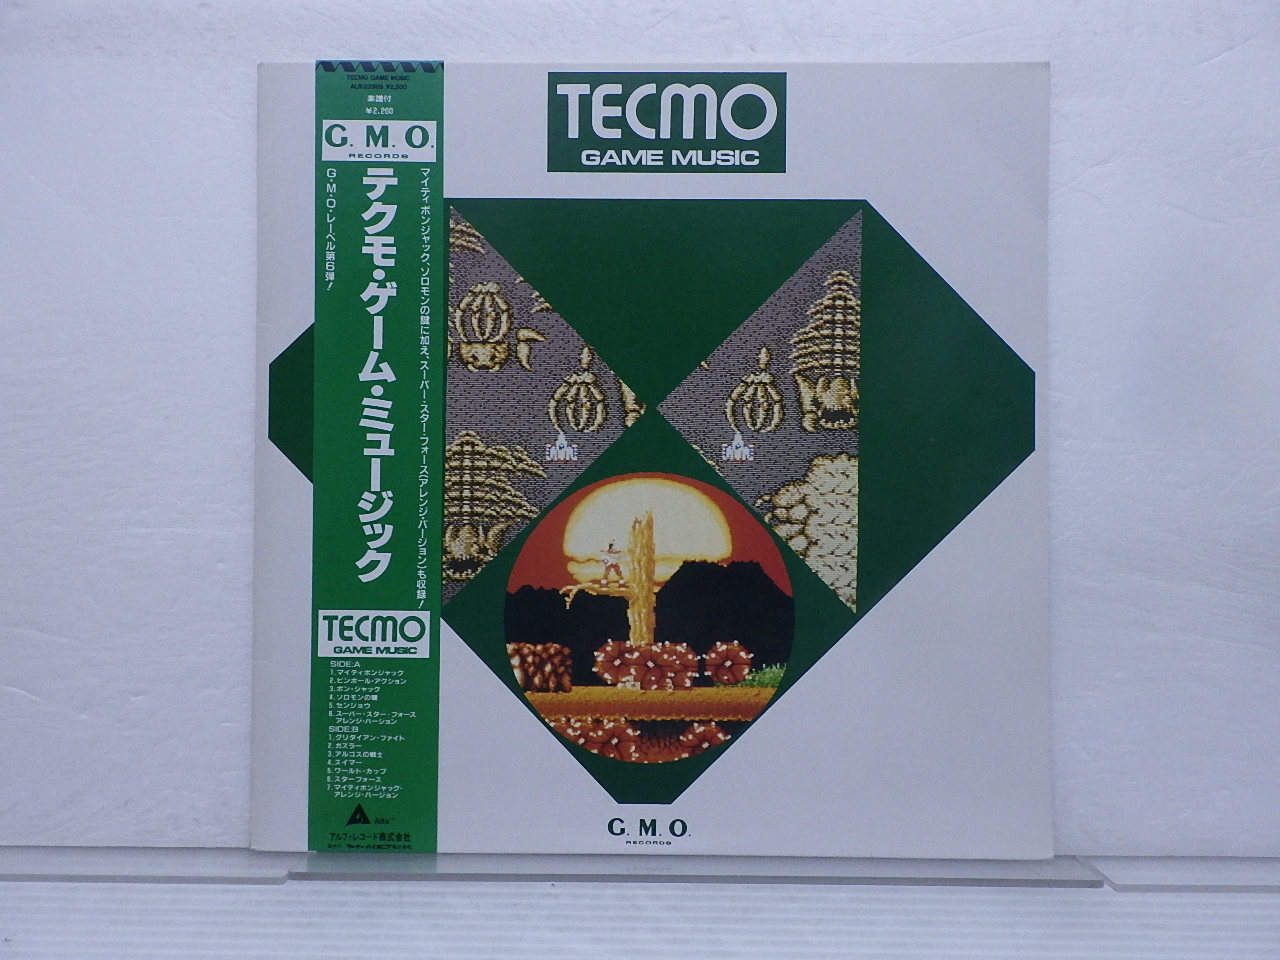 TECMO GAME MUSIC
ALR-22906 ¥2,200
楽譜付
¥2,200
G. M. O.
RECORDS
マイティボンジャック、ソロモンの鍵に加え、スーパー・スター・フォース(アレンジ・バージョン)も収録!
テクモ・ゲーム・ミュージック
G・M・O・レーベル第6弾!
TECMO
GAME MUSIC
SIDE:A
1.マイティボンジャック
2.ピンボール・アクション
3.ボン・ジャック
4.ソロモンの鍵
5.センジョウ
6.スーパー・スター・フォース
アレンジ・バージョン
SIDE:B
1.グリダイアン・ファイト
2.ガズラー
3.アルゴスの戦士
4.スイマー
5.ワールド・カップ
6.スターフォース
7.マイティボンジャック・
アレンジ・バージョン
Alfa
アルファ・レコード株式会社
TECMO
GAME MUSIC
G. M. O.
RECORDS